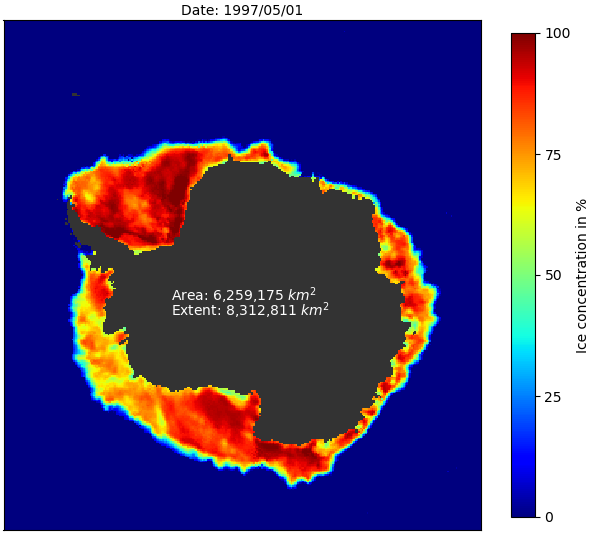 Date: 1997/05/01
100
75
50
25
0
Ice concentration in %
Area: 6,259,175 km²
Extent: 8,312,811 km²